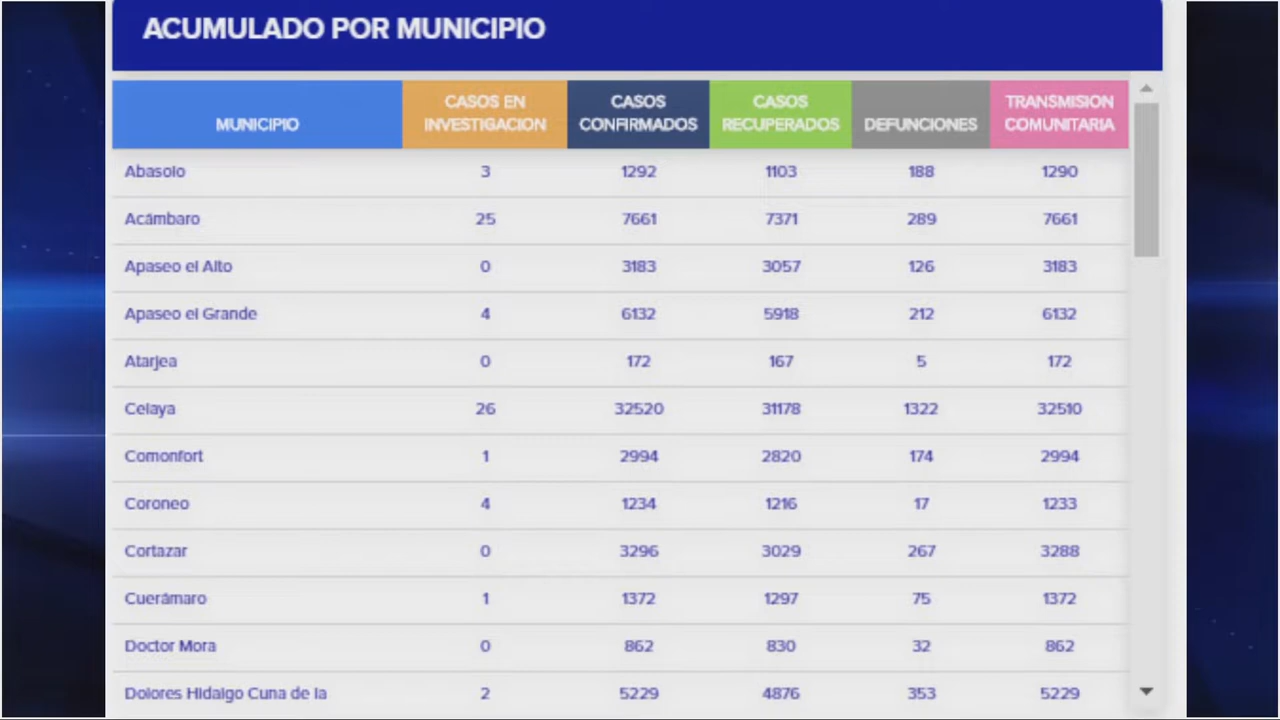 ACUMULADO POR MUNICIPIO
MUNICIPIO CASOS EN INVESTIGACION CASOS CONFIRMADOS CASOS RECUPERADOS DEFUNCIONES TRANSMISION COMUNITARIA
Abasolo 3 1292 1103 188 1290
Acámbaro 25 7661 7371 289 7661
Apaseo el Alto 0 3183 3057 126 3183
Apaseo el Grande 4 6132 5918 212 6132
Atarjea 0 172 167 5 172
Celaya 26 32520 31178 1322 32510
Comonfort 1 2994 2820 174 2994
Coroneo 4 1234 1216 17 1233
Cortazar 0 3296 3029 267 3288
Cuerámaro 1 1372 1297 75 1372
Doctor Mora 0 862 830 32 862
Dolores Hidalgo Cuna de la 2 5229 4876 353 5229